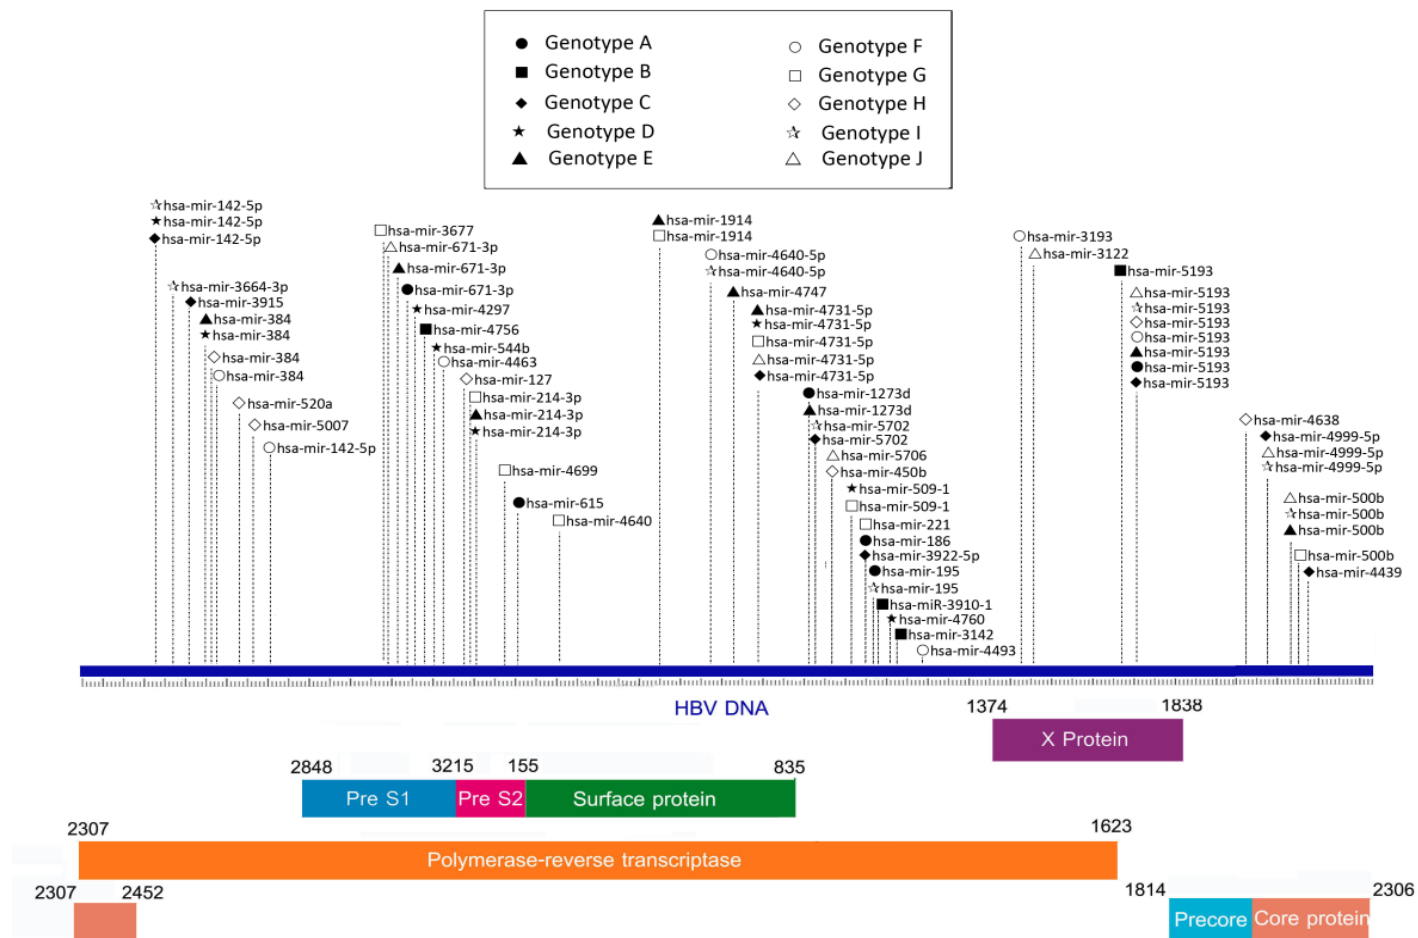 Genotype A
Genotype B
Genotype C
Genotype D
Genotype E
Genotype F
Genotype G
Genotype H
Genotype I
Genotype J
hsa-mir-142-5p
hsa-mir-142-5p
hsa-mir-142-5p
hsa-mir-3664-3p
hsa-mir-3915
hsa-mir-384
hsa-mir-384
hsa-mir-384
hsa-mir-384
hsa-mir-520a
hsa-mir-5007
hsa-mir-142-5p
hsa-mir-3677
hsa-mir-671-3p
hsa-mir-671-3p
hsa-mir-671-3p
hsa-mir-4297
hsa-mir-4756
hsa-mir-544b
hsa-mir-4463
hsa-mir-127
hsa-mir-214-3p
hsa-mir-214-3p
hsa-mir-214-3p
hsa-mir-4699
hsa-mir-615
hsa-mir-4640
hsa-mir-1914
hsa-mir-1914
hsa-mir-4640-5p
hsa-mir-4640-5p
hsa-mir-4747
hsa-mir-4731-5p
hsa-mir-4731-5p
hsa-mir-4731-5p
hsa-mir-4731-5p
hsa-mir-4731-5p
hsa-mir-1273d
hsa-mir-1273d
hsa-mir-5702
hsa-mir-5702
hsa-mir-5706
hsa-mir-450b
hsa-mir-509-1
hsa-mir-509-1
hsa-mir-221
hsa-mir-186
hsa-mir-3922-5p
hsa-mir-195
hsa-mir-195
hsa-miR-3910-1
hsa-mir-4760
hsa-mir-3142
hsa-mir-4493
hsa-mir-3193
hsa-mir-3122
hsa-mir-5193
hsa-mir-5193
hsa-mir-5193
hsa-mir-5193
hsa-mir-5193
hsa-mir-5193
hsa-mir-5193
hsa-mir-5193
hsa-mir-4638
hsa-mir-4999-5p
hsa-mir-4999-5p
hsa-mir-4999-5p
hsa-mir-500b
hsa-mir-500b
hsa-mir-500b
hsa-mir-500b
hsa-mir-4439
HBV DNA
1374 1838
X Protein
2848 3215 155 835
Pre S1 Pre S2 Surface protein
2307 1623
Polymerase-reverse transcriptase
2307 2452 1814 2306
Precore Core protein